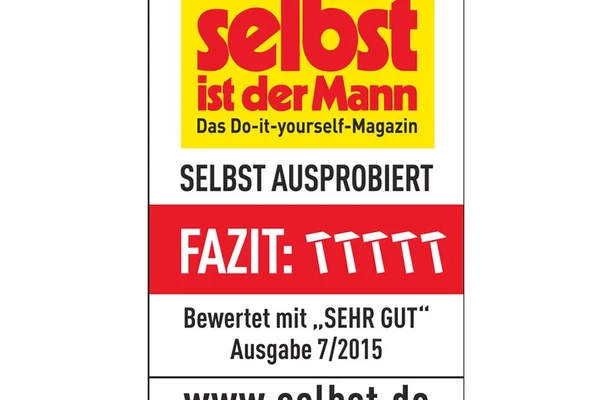 selbst
ist der Mann
Das Do-it-yourself-Magazin
SELBST AUSPROBIERT
FAZIT:
Bewertet mit „SEHR GUT“
Ausgabe 7/2015
www.selbst.de